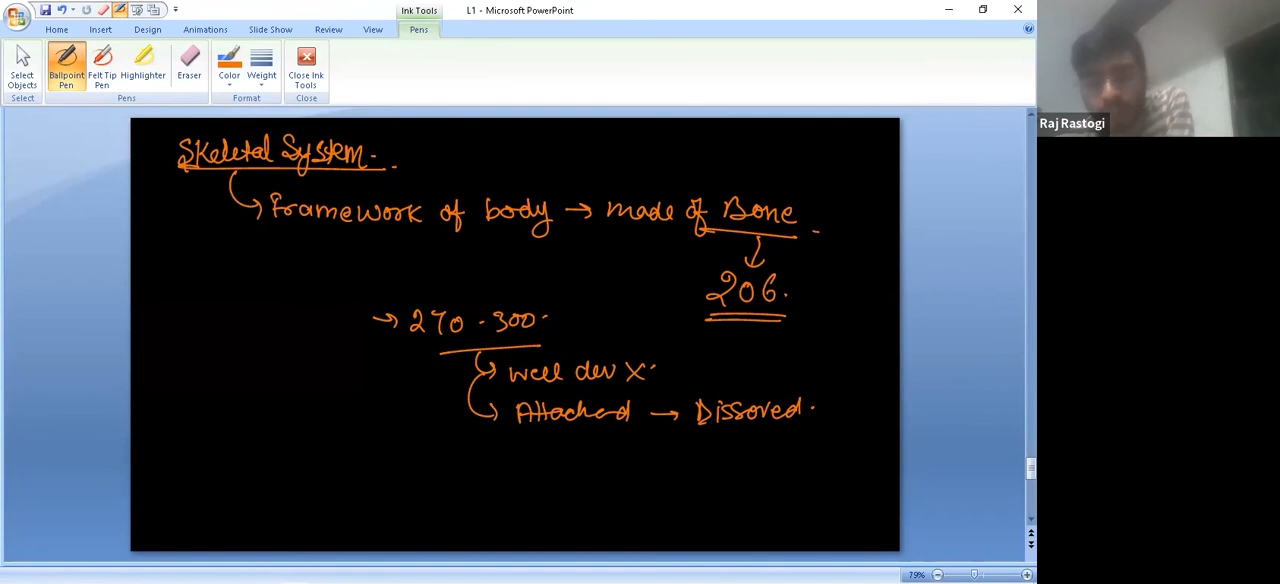 Ink Tools
L1 - Microsoft PowerPoint
Home Insert Design Animations Slide Show Review View Pens
Select Objects
Ballpoint Pen
Felt Tip Pen
Highlighter
Eraser
Color
Weight
Close Ink Tools
Select Pens Format Close
Raj Rastogi
Skeletal System.
Framework of body → made of Bone.
206.
→ 270 - 300.
well dev X.
Attached → Dissoved.
79%